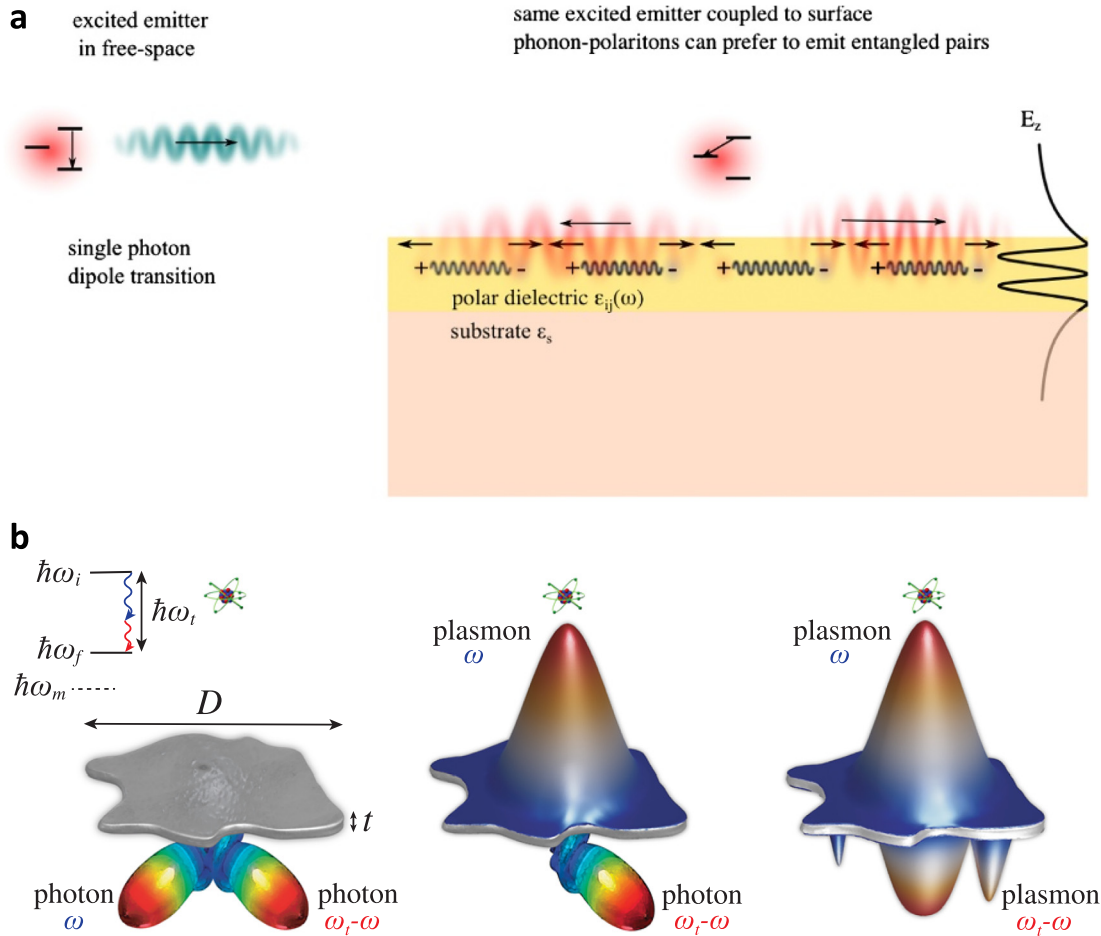 a
excited emitter
in free-space
same excited emitter coupled to surface
phonon-polaritons can prefer to emit entangled pairs
E_z
single photon
dipole transition
+ - + - + - + -
polar dielectric ε_ij(ω)
substrate ε_s
b
ħω_i
ħω_t
ħω_f
ħω_m
D
t
photon
ω
photon
ω_t-ω
plasmon
ω
photon
ω_t-ω
plasmon
ω
plasmon
ω_t-ω